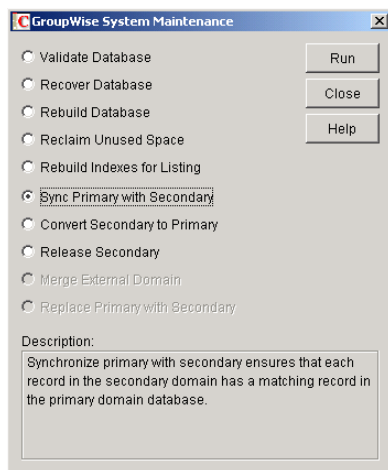 GroupWise System Maintenance
Validate Database
Run
Recover Database
Close
Rebuild Database
Help
Reclaim Unused Space
Rebuild Indexes for Listing
Sync Primary with Secondary
Convert Secondary to Primary
Release Secondary
Merge External Domain
Replace Primary with Secondary
Description:
Synchronize primary with secondary ensures that each
record in the secondary domain has a matching record in
the primary domain database.